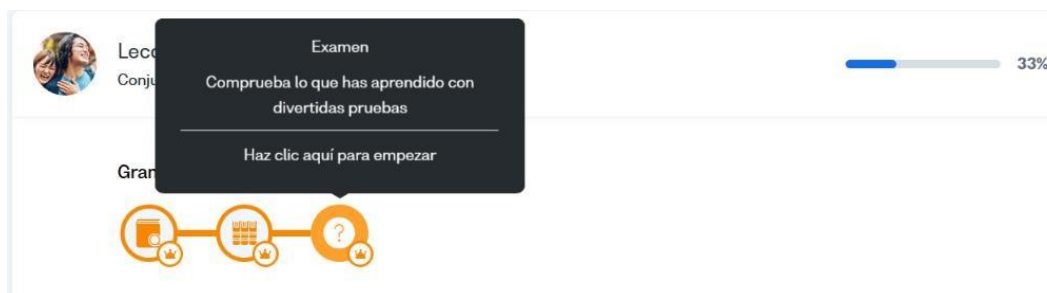 Examen
Comprueba lo que has aprendido con
divertidas pruebas
Haz clic aquí para empezar
33%
?